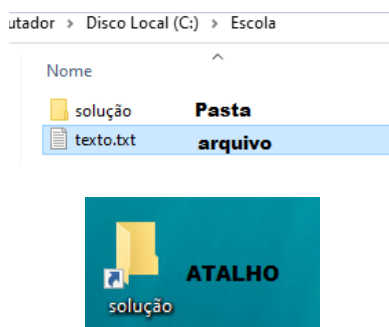 utador > Disco Local (C:) > Escola
Nome
solução Pasta
texto.txt arquivo
ATALHO
solução